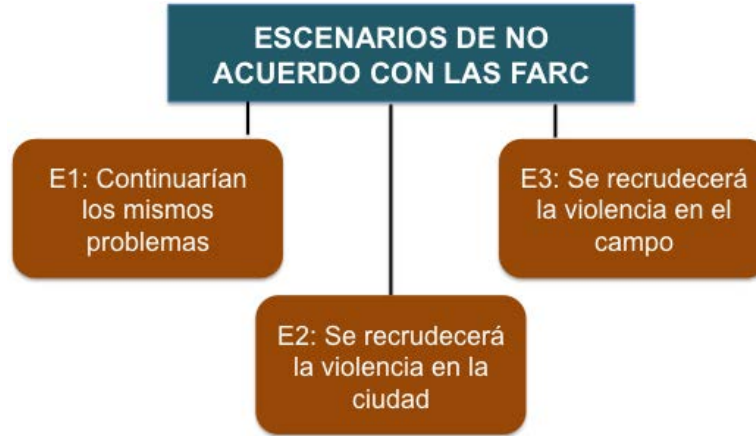 ESCENARIOS DE NO
ACUERDO CON LAS FARC
E1: Continuarían
los mismos
problemas
E2: Se recrudecerá
la violencia en la
ciudad
E3: Se recrudecerá
la violencia en el
campo